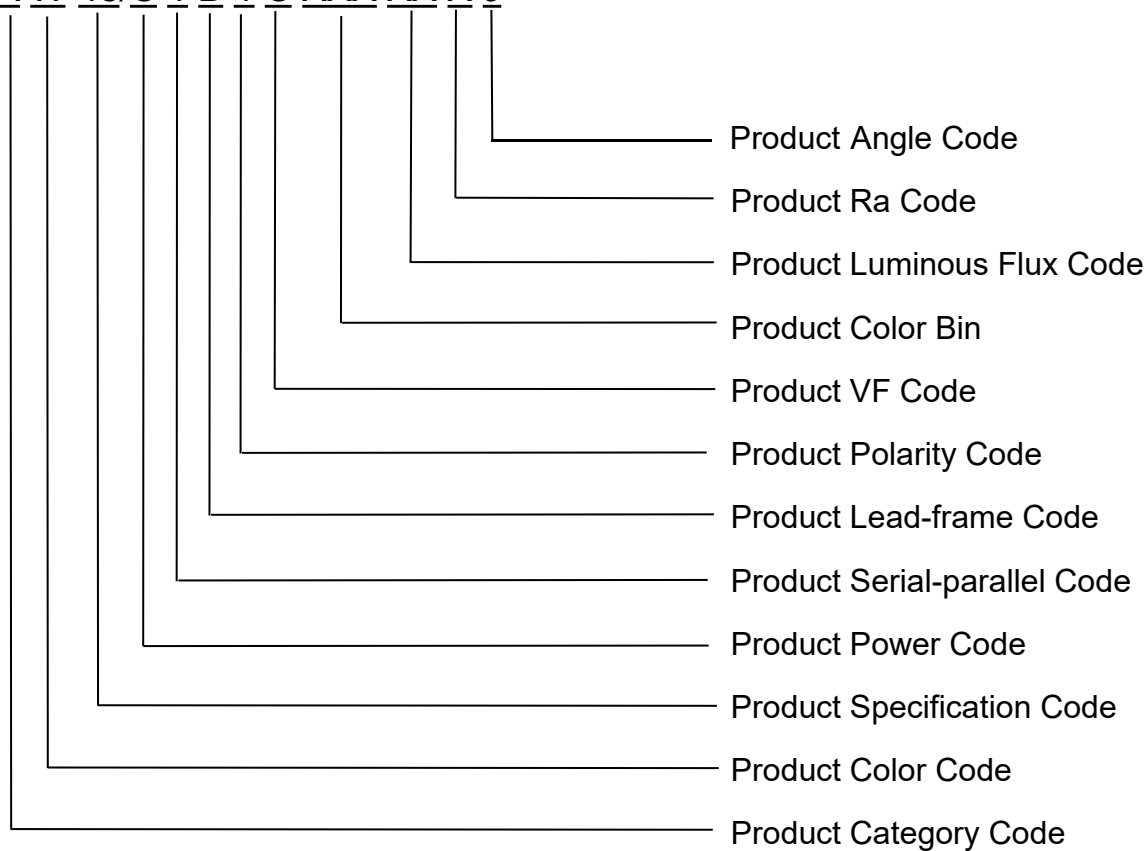 Product Angle Code
Product Ra Code
Product Luminous Flux Code
Product Color Bin
Product VF Code
Product Polarity Code
Product Lead-frame Code
Product Serial-parallel Code
Product Power Code
Product Specification Code
Product Color Code
Product Category Code